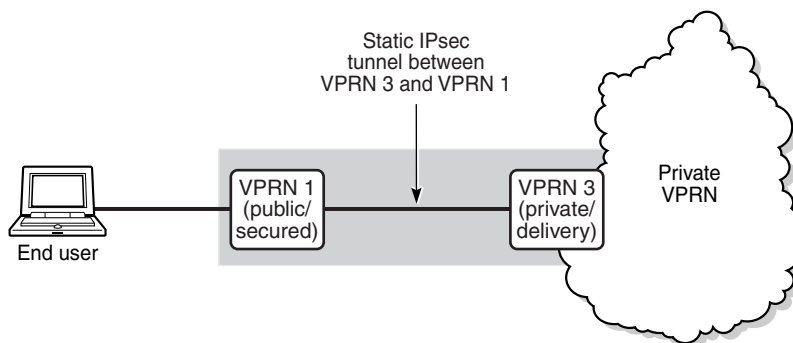 Static IPsec
tunnel between
VPRN 3 and VPRN 1
End user
VPRN 1
(public/
secured)
VPRN 3
(private/
delivery)
Private
VPRN